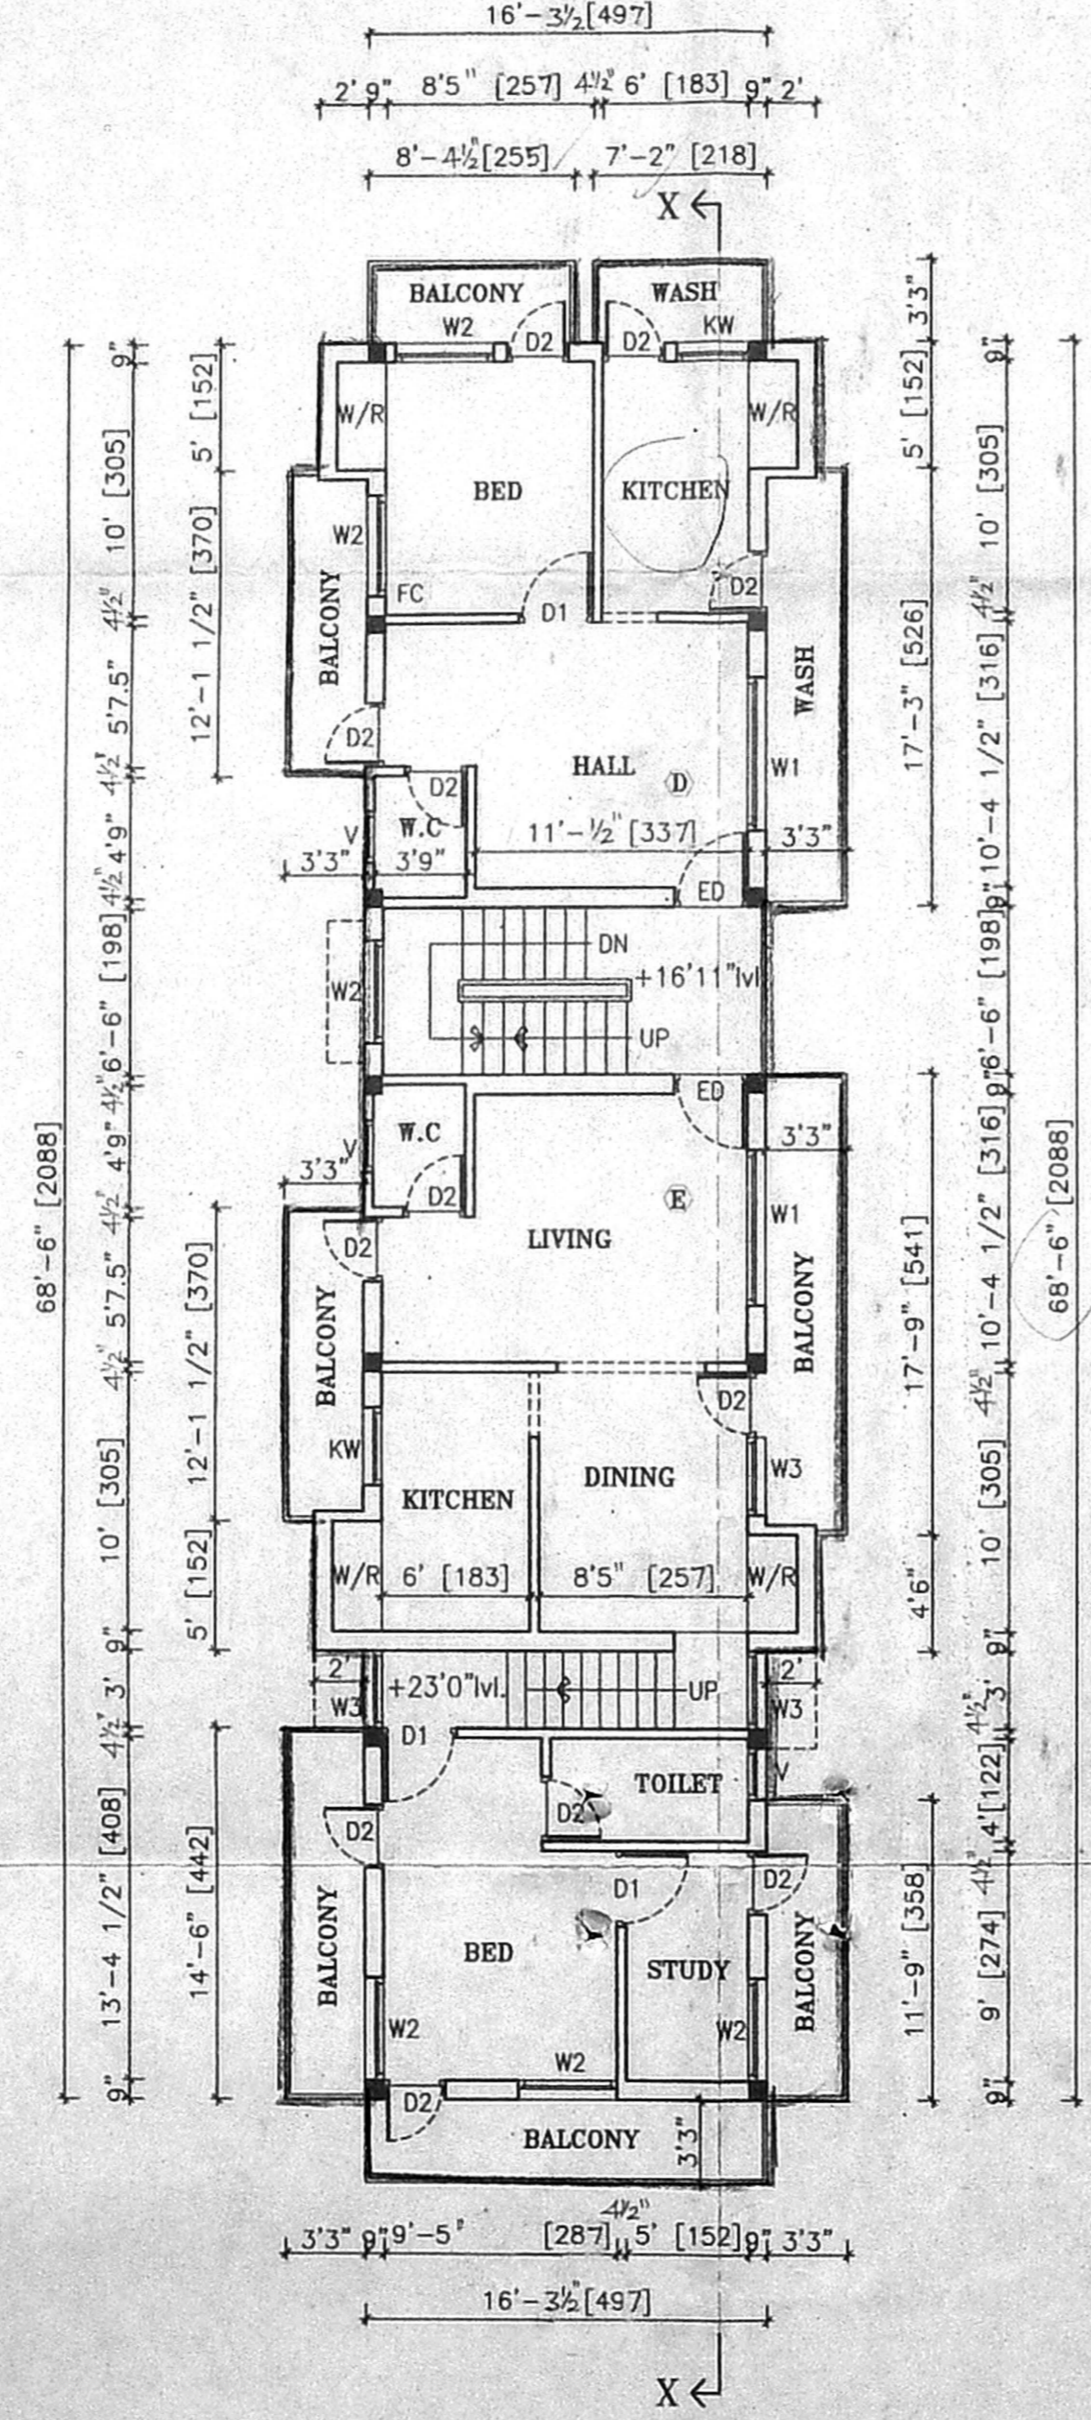 16'-3½[497]
2' 9" 8'5" [257] 4½" 6' [183] 9" 2'
8'-4½"[255] 7'-2" [218]
X
BALCONY WASH
W2 D2 D2 KW
3'3"
9" 5' [152] W/R W/R 5' [152] 9"
10' [305] BED KITCHEN 10' [305]
W2
12'-1 1/2" [370] BALCONY FC D1 D2
4½" 4½"
17'-3" [526]
WASH
5'7.5" D2 HALL D W1 10'-4 1/2" [316]
4½" D2
V W.C 11'-½" [337]
4'9" 3'3" 3'9" 3'3"
4½" ED 9"
DN
6'-6" [198] W2 +16'11"lvl 6'-6" [198]
UP
4½" ED 9"
W.C
4'9" V 3'3"
3'3" D2 E
68'-6" [2088] 68'-6" [2088]
4½" D2 LIVING W1
5'7.5" 10'-4 1/2" [316]
12'-1 1/2" [370] BALCONY BALCONY 17'-9" [541]
4½" D2 4½"
KW DINING W3
10' [305] KITCHEN 10' [305]
5' [152] W/R 6' [183] 8'5" [257] W/R 4'6"
9" 9"
2' 2'
3' +23'0"lvl. UP 3'
W3 W3
4½" D1 4½"
TOILET V 4'[122]
D2 D2
13'-4 1/2" [408] 14'-6" [442] 4½"
D1 D2
BALCONY BED STUDY BALCONY 11'-9" [358] 9' [274]
W2 W2 W2
9" D2 9"
BALCONY 3'3"
4½"
3'3" 9" 9'-5" [287] 5' [152] 9" 3'3"
16'-3½"[497]
X